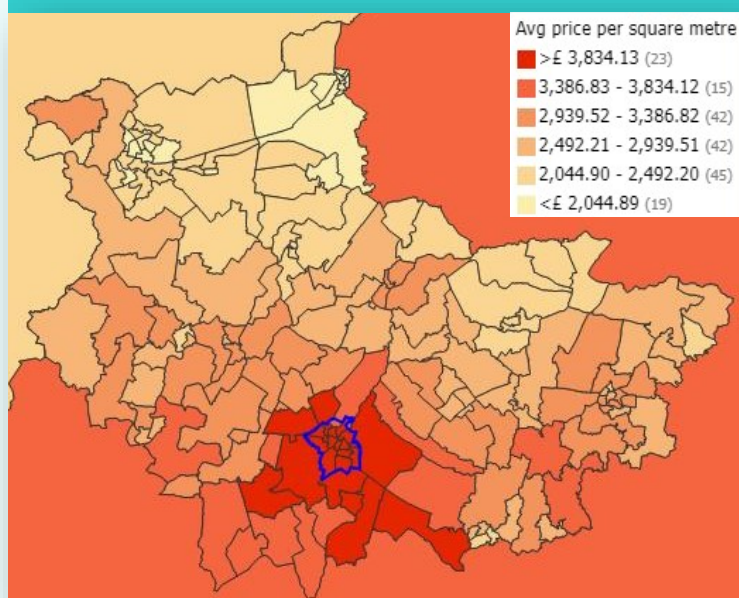 Avg price per square metre
>£ 3,834.13 (23)
3,386.83 - 3,834.12 (15)
2,939.52 - 3,386.82 (42)
2,492.21 - 2,939.51 (42)
2,044.90 - 2,492.20 (45)
<£ 2,044.89 (19)